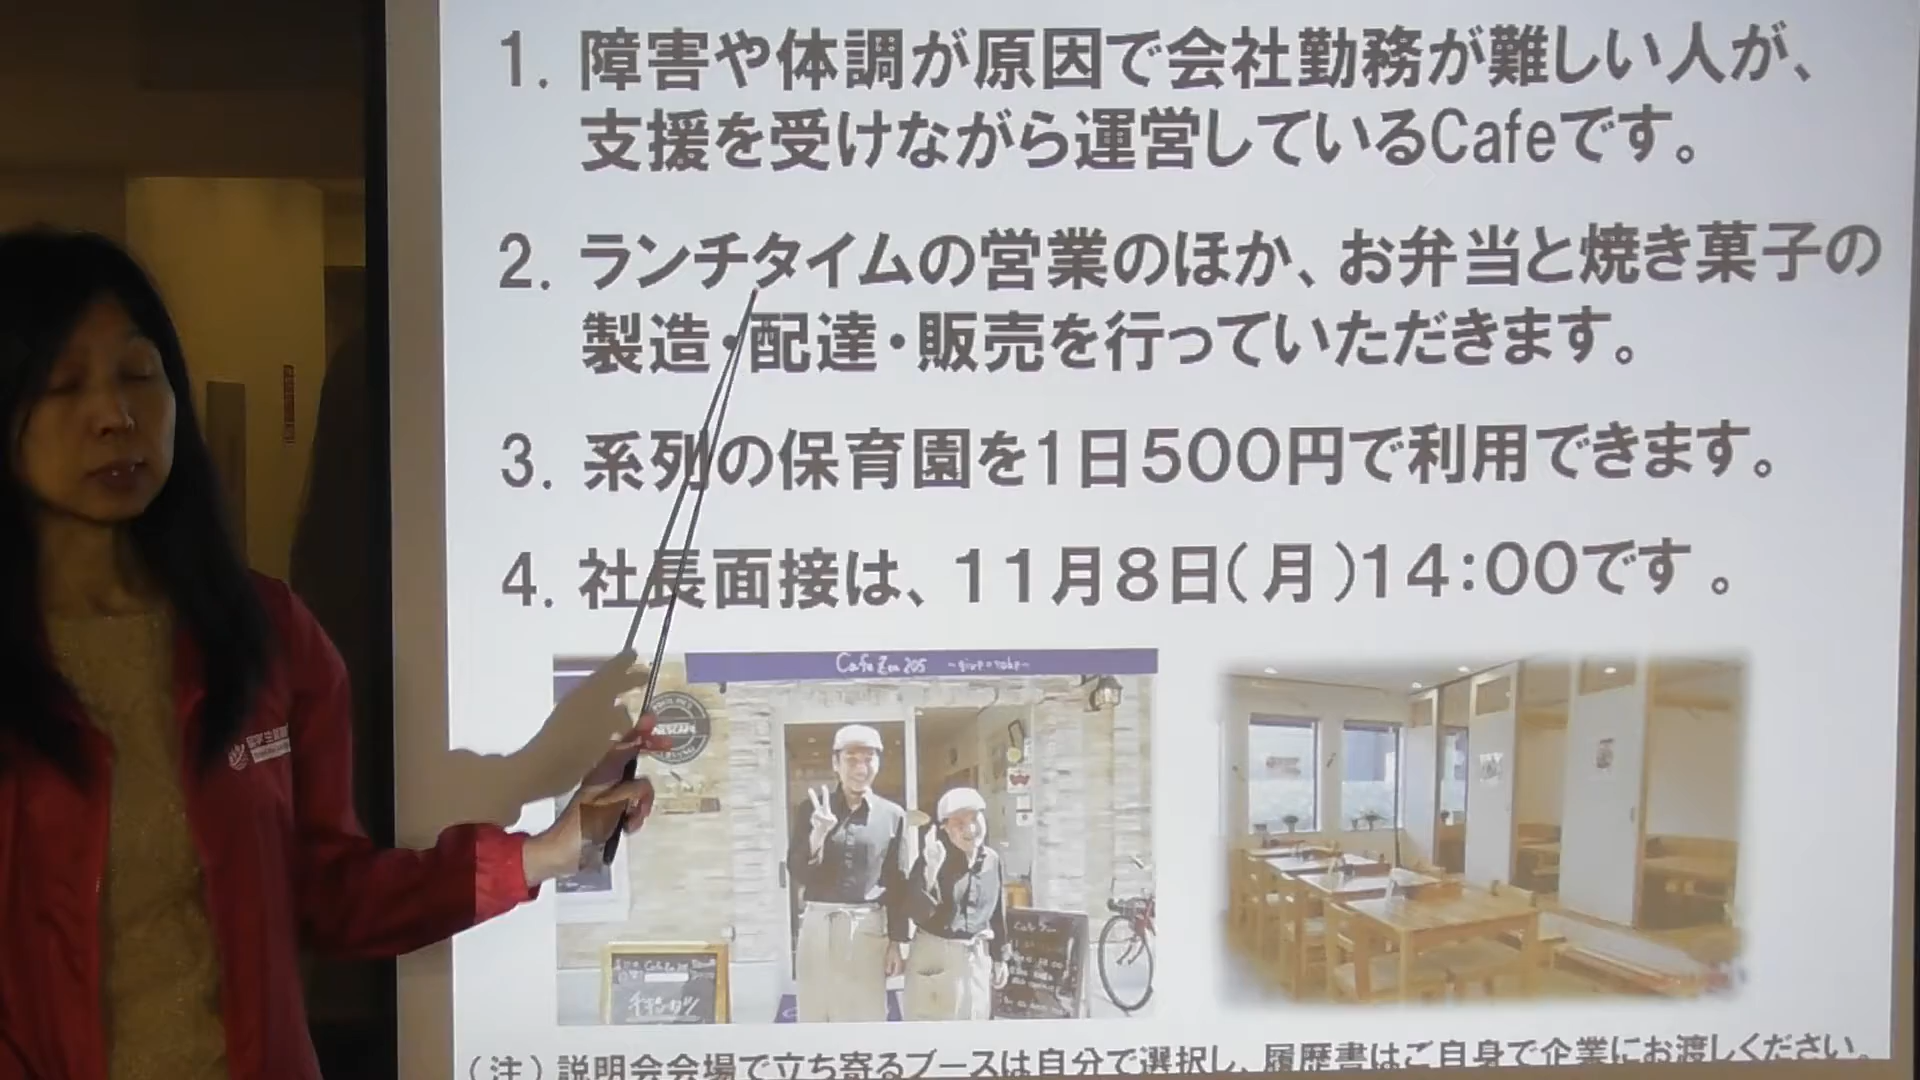 1. 障害や体調が原因で会社勤務が難しい人が、
支援を受けながら運営しているCafeです。
2. ランチタイムの営業のほか、お弁当と焼き菓子の
製造・配達・販売を行っていただきます。
3. 系列の保育園を1日500円で利用できます。
4. 社長面接は、11月8日(月)14:00です。
Cafe Zen 205 ~give&take~
NESCAFÉ
(注)説明会会場で立ち寄るブースは自分で選択し、履歴書はご自身で企業にお渡しください。